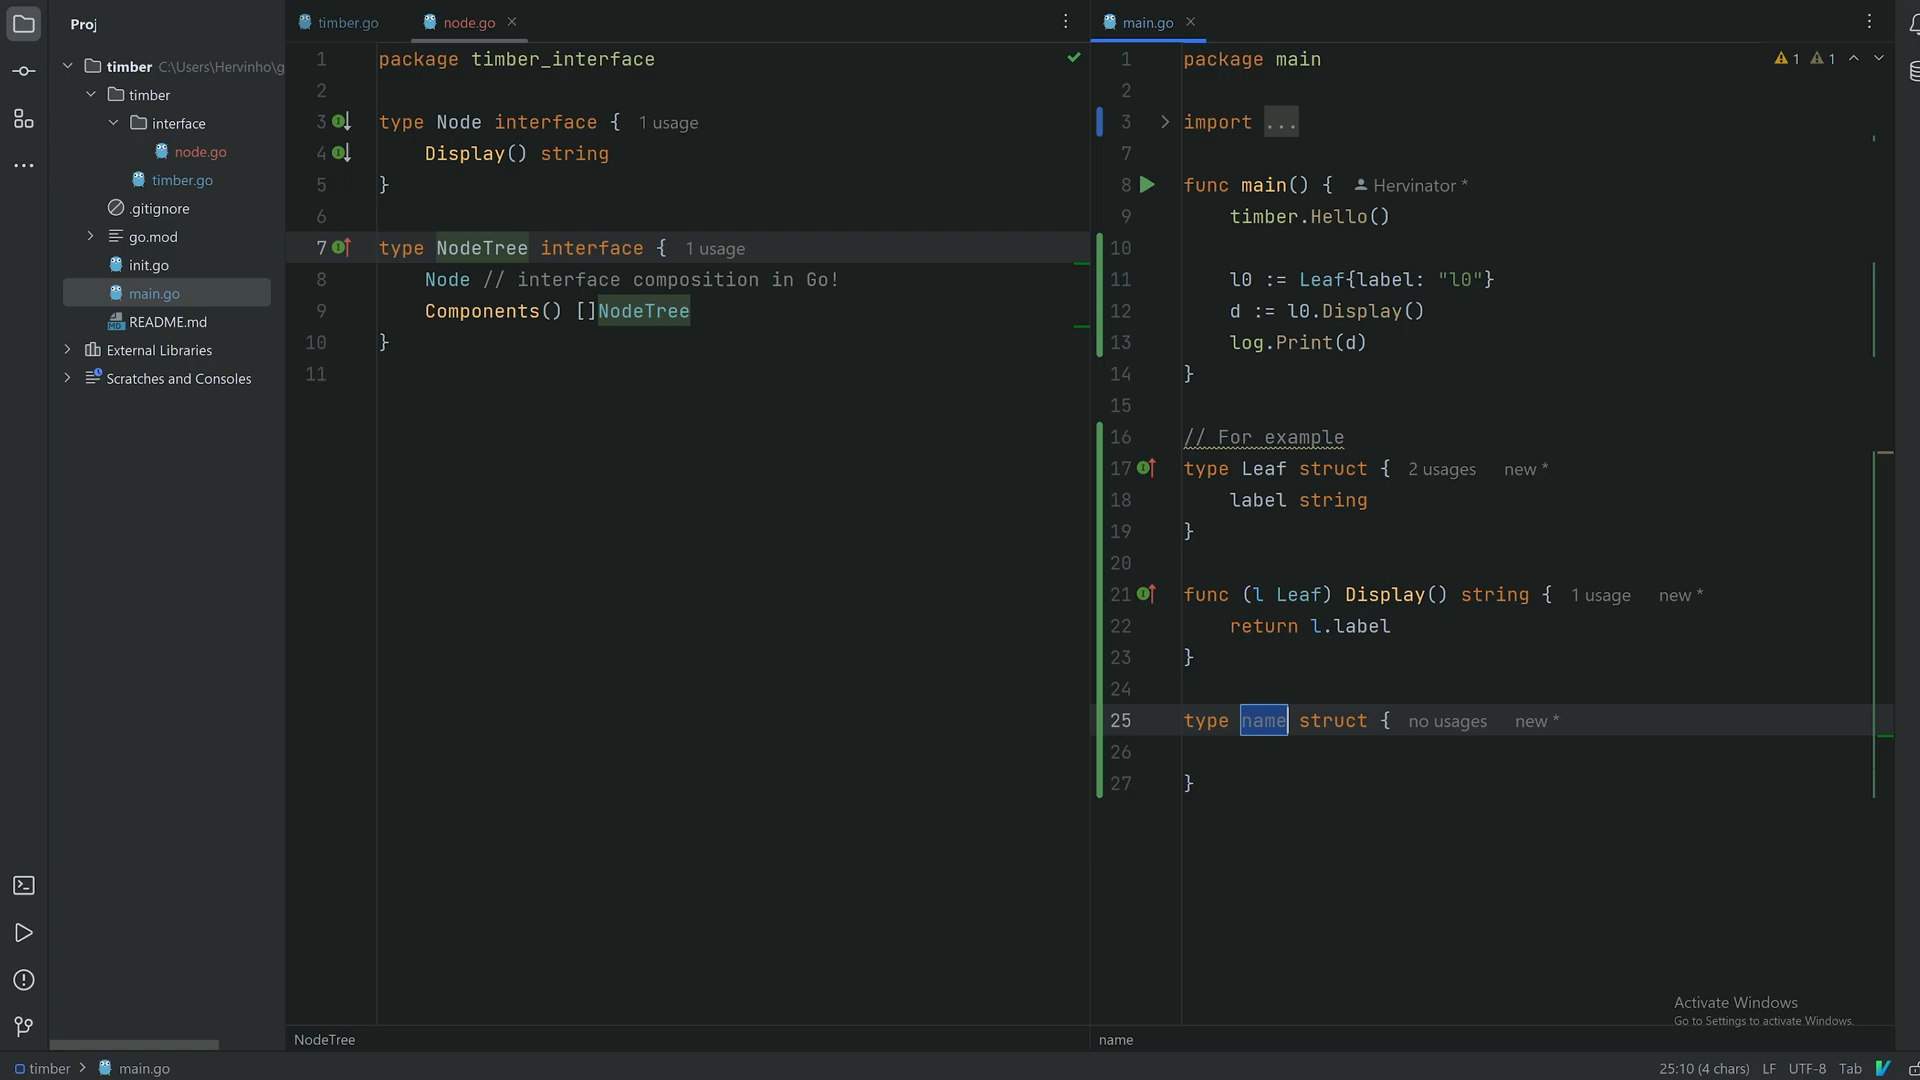 Proj
timber C:\Users\Hervinho\g
timber
interface
node.go
timber.go
.gitignore
go.mod
init.go
main.go
README.md
External Libraries
Scratches and Consoles
timber.go
node.go
1 package timber_interface
2
3 type Node interface { 1 usage
4 Display() string
5 }
6
7 type NodeTree interface { 1 usage
8 Node // interface composition in Go!
9 Components() []NodeTree
10 }
11
NodeTree
main.go
1 package main
1 1
2
3 import ...
7
8 func main() { Hervinator *
9 timber.Hello()
10
11 l0 := Leaf{label: "l0"}
12 d := l0.Display()
13 log.Print(d)
14 }
15
16 // For example
17 type Leaf struct { 2 usages new *
18 label string
19 }
20
21 func (l Leaf) Display() string { 1 usage new *
22 return l.label
23 }
24
25 type name struct { no usages new *
26
27 }
Activate Windows
Go to Settings to activate Windows.
name
timber
main.go
25:10 (4 chars) LF UTF-8 Tab